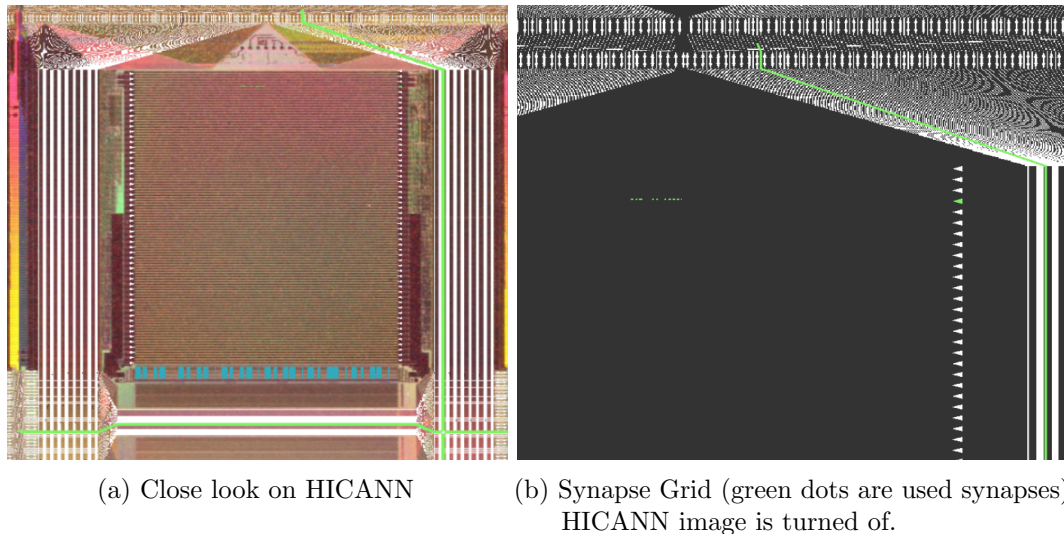 (a) Close look on HICANN
(b) Synapse Grid (green dots are used synapses)
HICANN image is turned of.